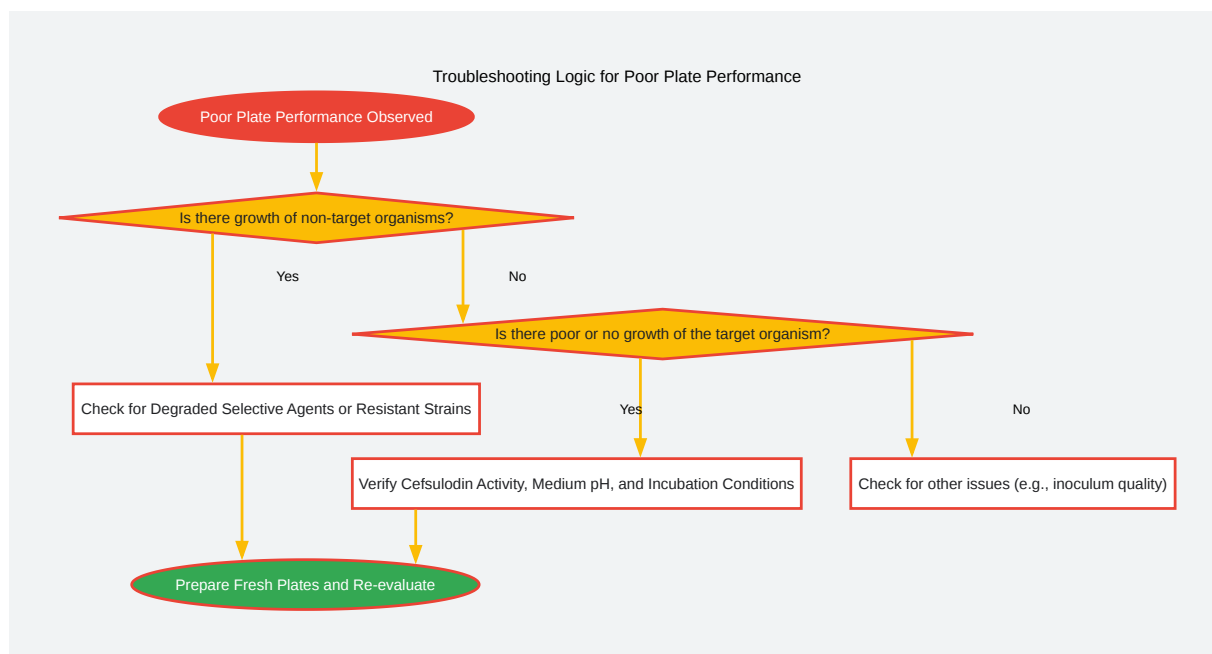 Troubleshooting Logic for Poor Plate Performance
Poor Plate Performance Observed
Is there growth of non-target organisms?
Yes
No
Is there poor or no growth of the target organism?
Check for Degraded Selective Agents or Resistant Strains
Yes
No
Verify Cefsulodin Activity, Medium pH, and Incubation Conditions
Check for other issues (e.g., inoculum quality)
Prepare Fresh Plates and Re-evaluate